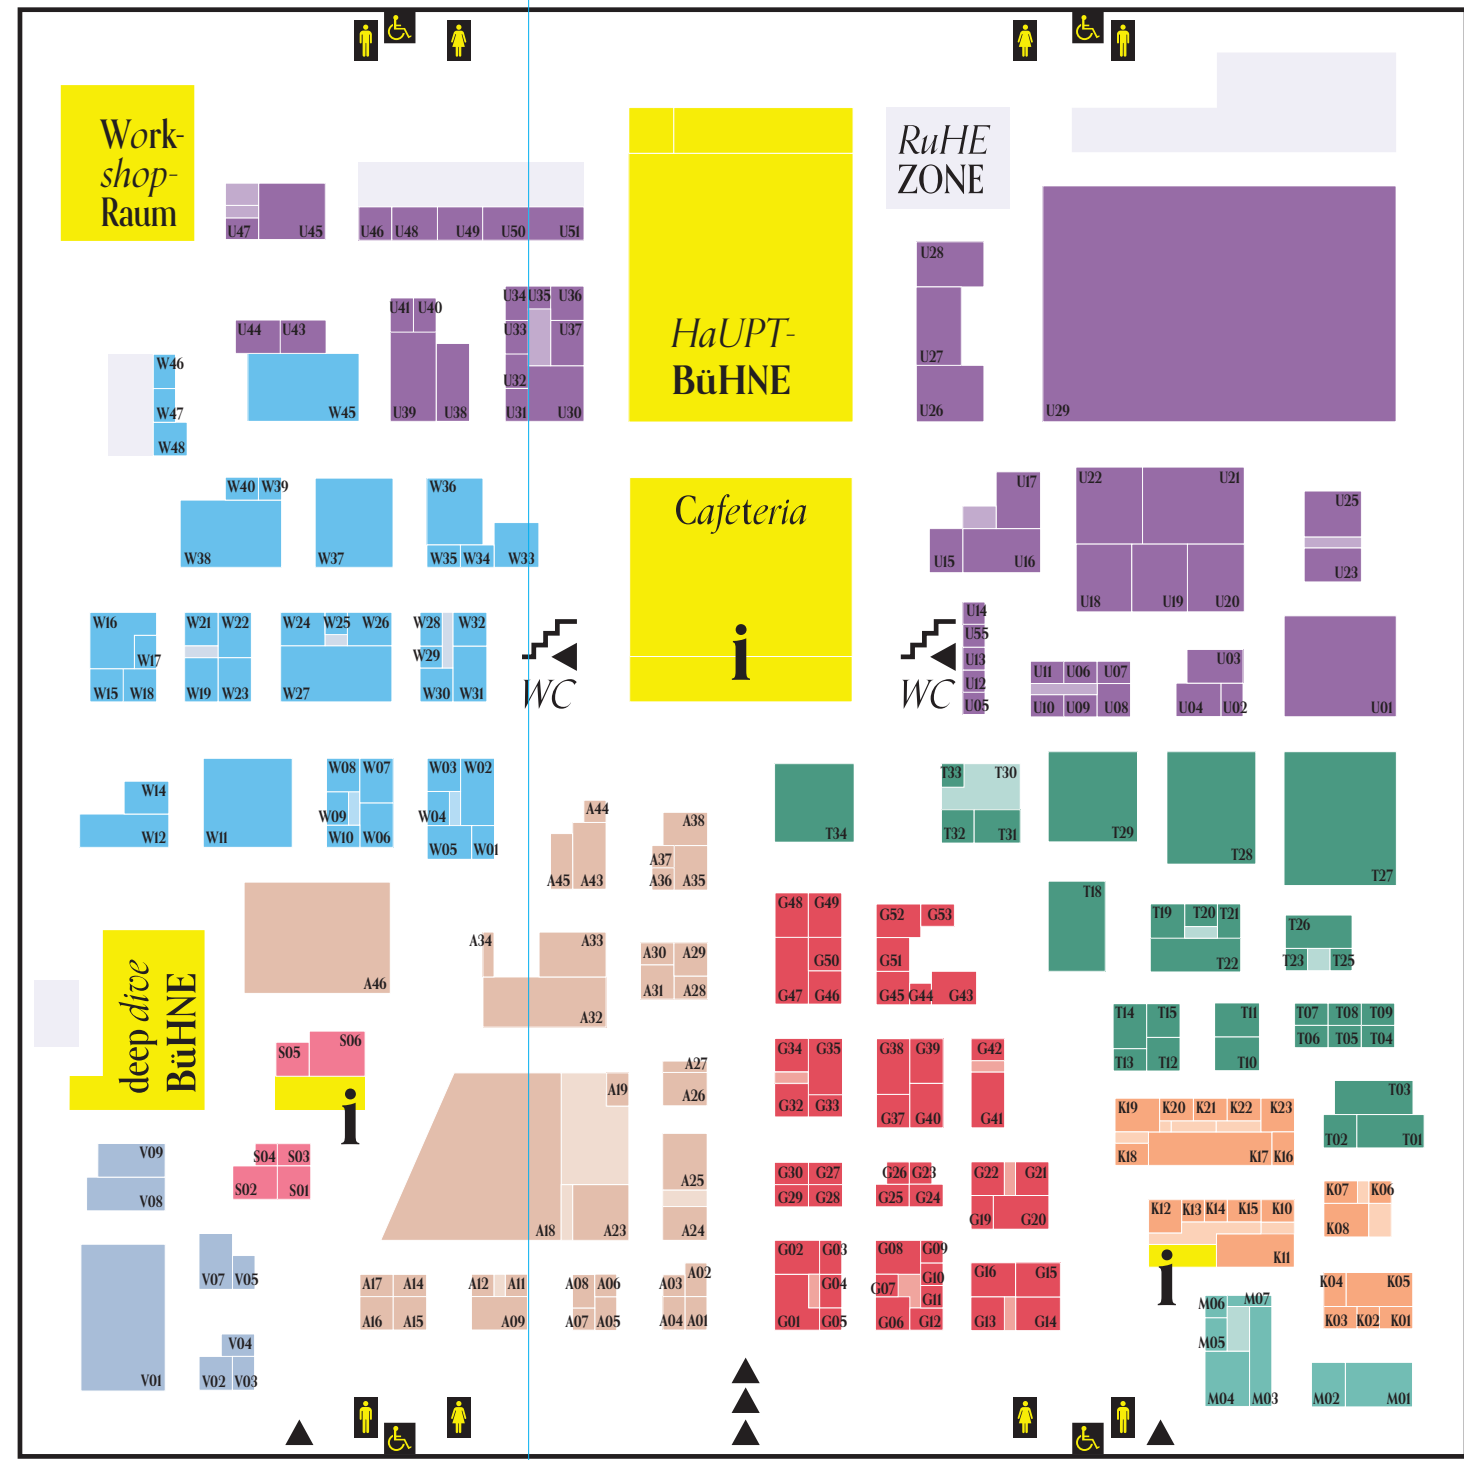 Work-
shop-
Raum
RuHE
ZONE
U47 U45
U46 U48 U49 U50 U51
U28
U34 U35 U36
U41 U40
U44 U43
U33 U37
HaUPT-
BüHNE
U27
W46
W47
W45
U39 U38
U32
U31 U30
U26
U29
W48
W40 W39
W36
Cafeteria
U17
U22 U21
U25
W38
W37
W35 W34 W33
U15 U16
U23
U18 U19 U20
W16
W17
W15 W18
W21 W22
W19 W23
W24 W25 W26
W27
W28 W32
W29
W30 W31
WC
i
WC
U14
U55
U13
U12
U05
U11 U06 U07
U10 U09 U08
U03
U04 U02
U01
W14
W12
W11
W08 W07
W09
W10 W06
W03 W02
W04
W05 W01
A44
A45 A43
A38
A37
A36 A35
T34
T33 T30
T32 T31
T29
T28
T27
A46
A34 A33
A32
A30 A29
A31 A28
G48 G49
G50
G47 G46
G52 G53
G51
G45 G44 G43
T18
T19 T20 T21
T22
T26
T23 T25
deep dive
BüHNE
S06
S05
i
A27
A26
A19
A18 A23
A25
A24
G34 G35
G32 G33
G38 G39
G37 G40
G42
G41
T14 T15
T13 T12
T11
T10
T07 T08 T09
T06 T05 T04
T03
T02 T01
K19 K20 K21 K22 K23
K18 K17 K16
V09
V08
S04 S03
S02 S01
G30 G27
G29 G28
G26 G23
G25 G24
G22 G21
G19 G20
K07 K06
K08
K12 K13 K14 K15 K10
K11
i
V07 V05
V01
V04
V02 V03
A17 A14
A16 A15
A12 A11
A09
A08 A06
A07 A05
A02
A03
A04 A01
G02 G03
G04
G01 G05
G08 G09
G10
G07
G11
G06 G12
G16 G15
G13 G14
K04 K05
K03 K02 K01
M06 M07
M05
M04 M03
M02 M01